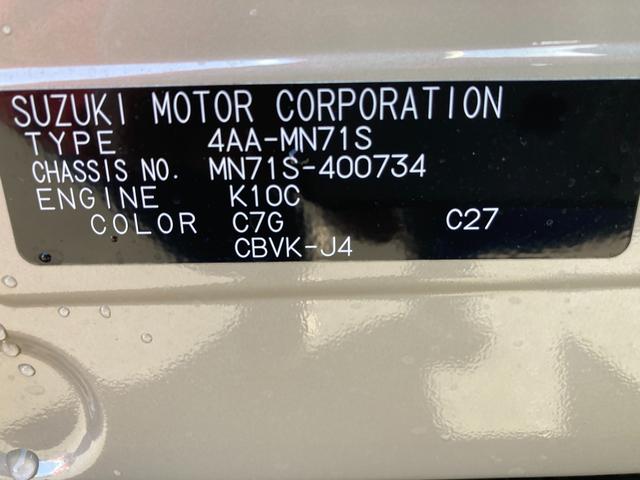 SUZUKI MOTOR CORPORATION
TYPE 4AA-MN71S
CHASSIS NO. MN71S-400734
ENGINE K10C
COLOR C7G C27
CBVK-J4